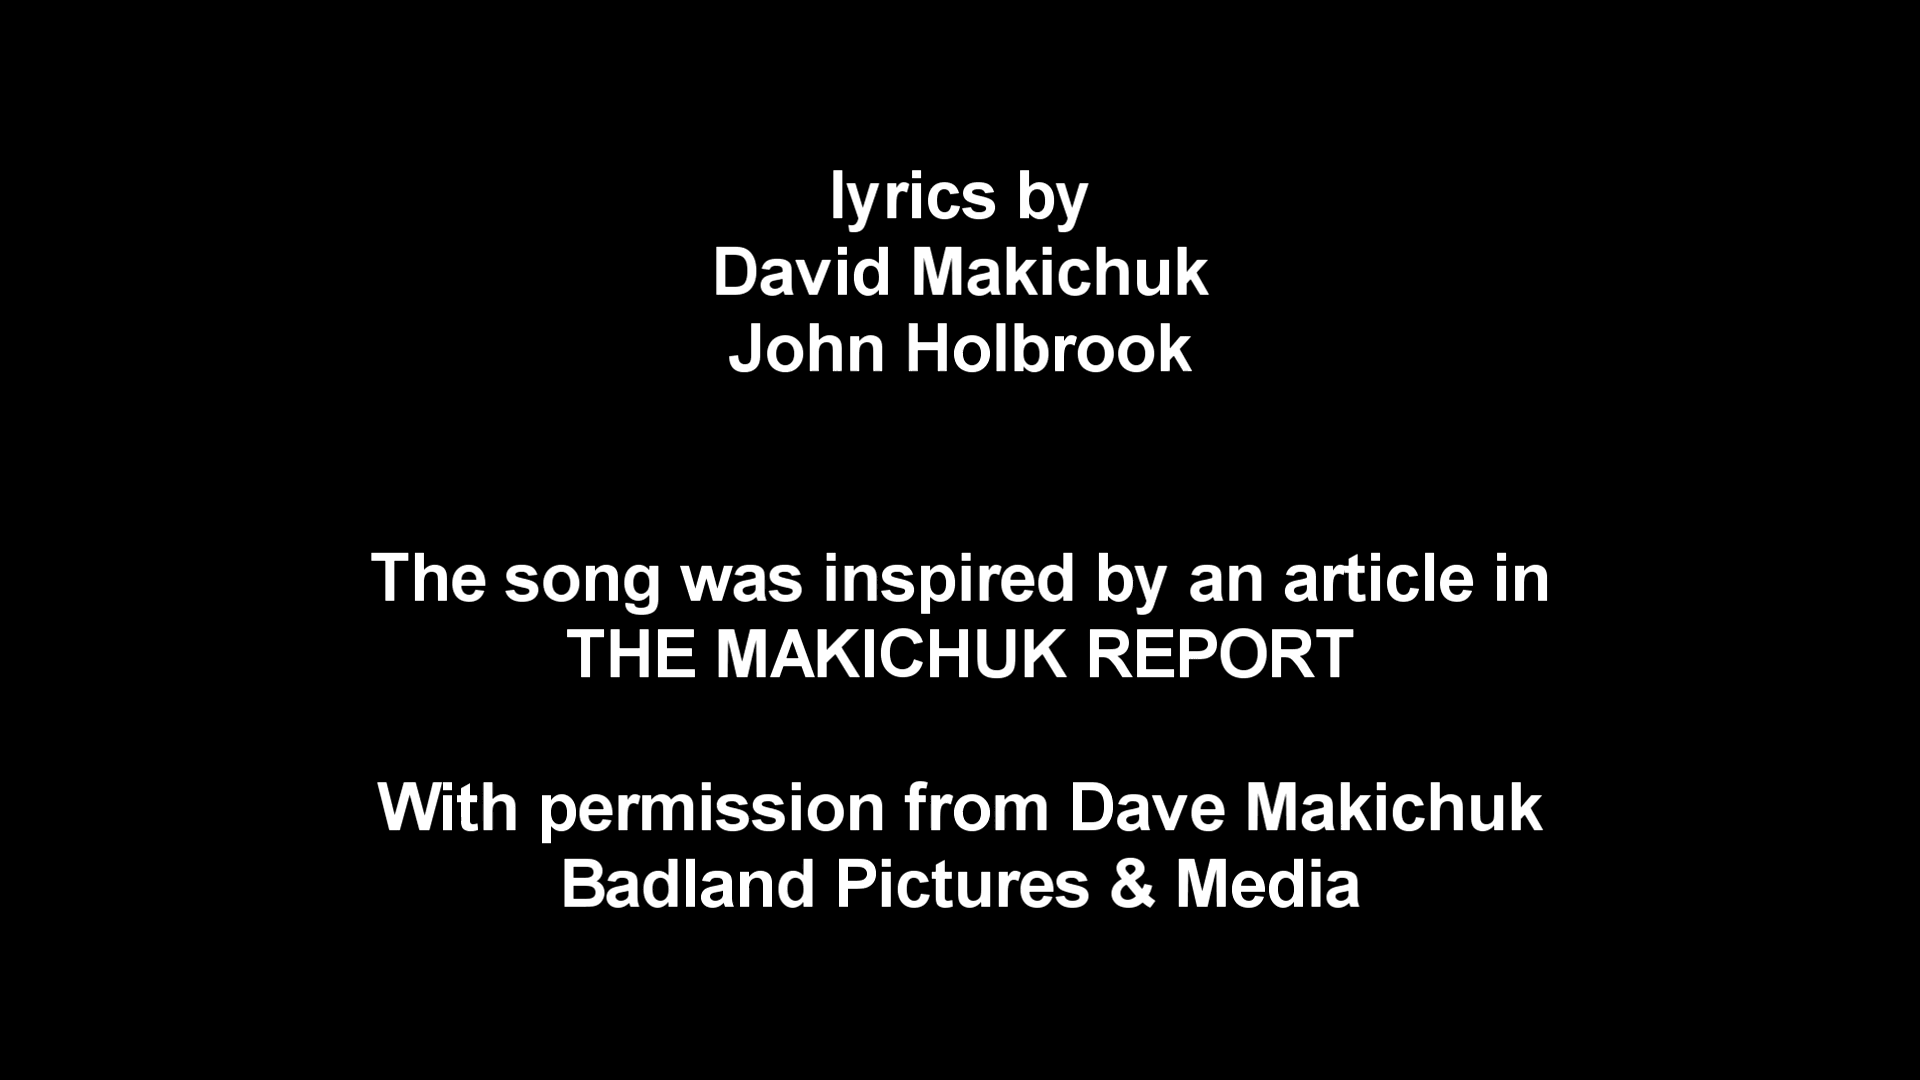 lyrics by
David Makichuk
John Holbrook
The song was inspired by an article in
THE MAKICHUK REPORT
With permission from Dave Makichuk
Badland Pictures & Media